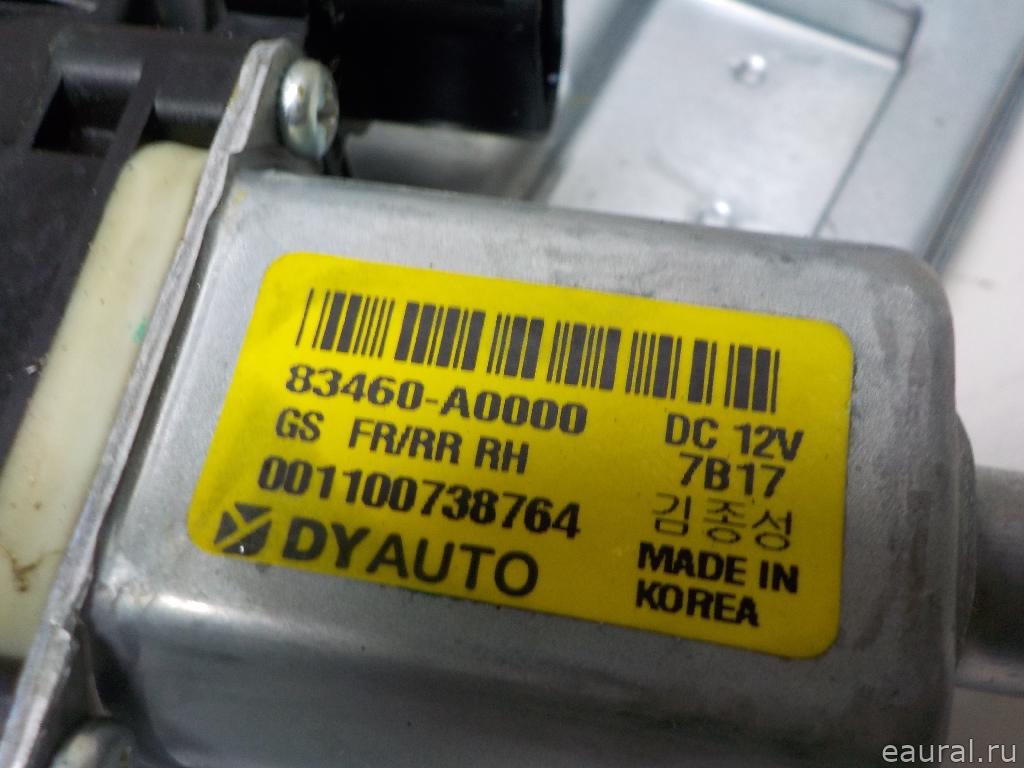 83460-A0000
GS FR/RR RH
001100738764
DYAUTO
DC 12V
7B17
김종성
MADE IN
KOREA
eaural.ru